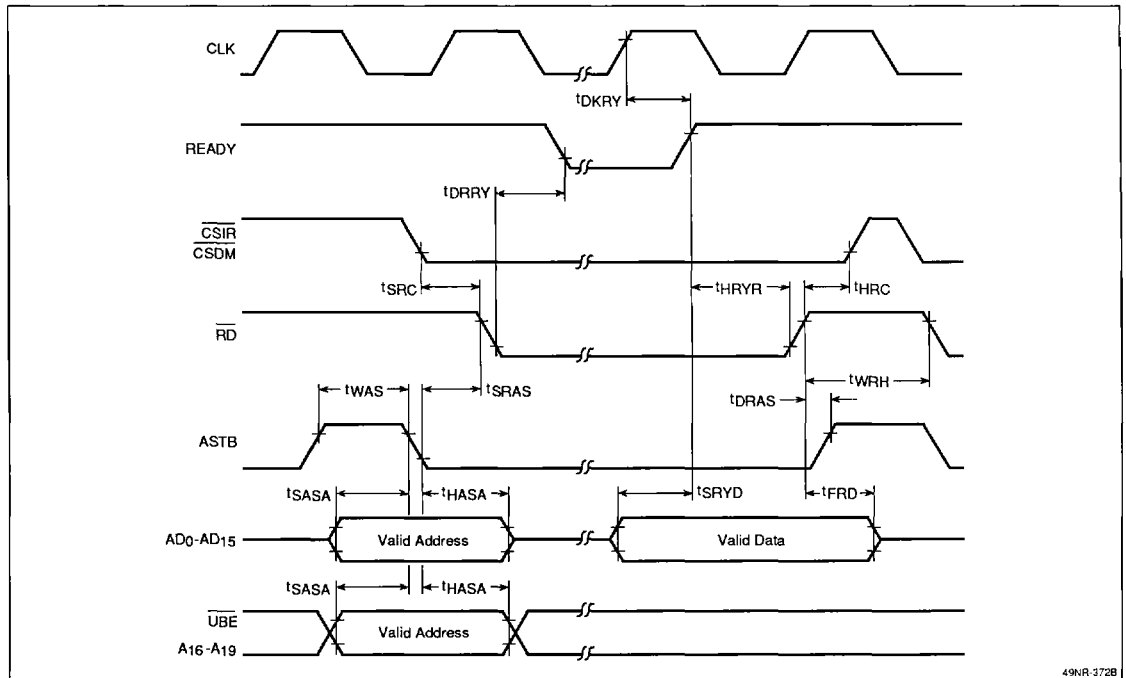 CLK
tDKRY
READY
tDRRY
CSIR
CSDM
tSRC
tHRYR
tHRC
RD
tWAS
tSRAS
tWRH
tDRAS
ASTB
tSASA
tHASA
tSRYD
tFRD
AD0-AD15
Valid Address
Valid Data
tSASA
tHASA
UBE
A16-A19
Valid Address
49NR-372B